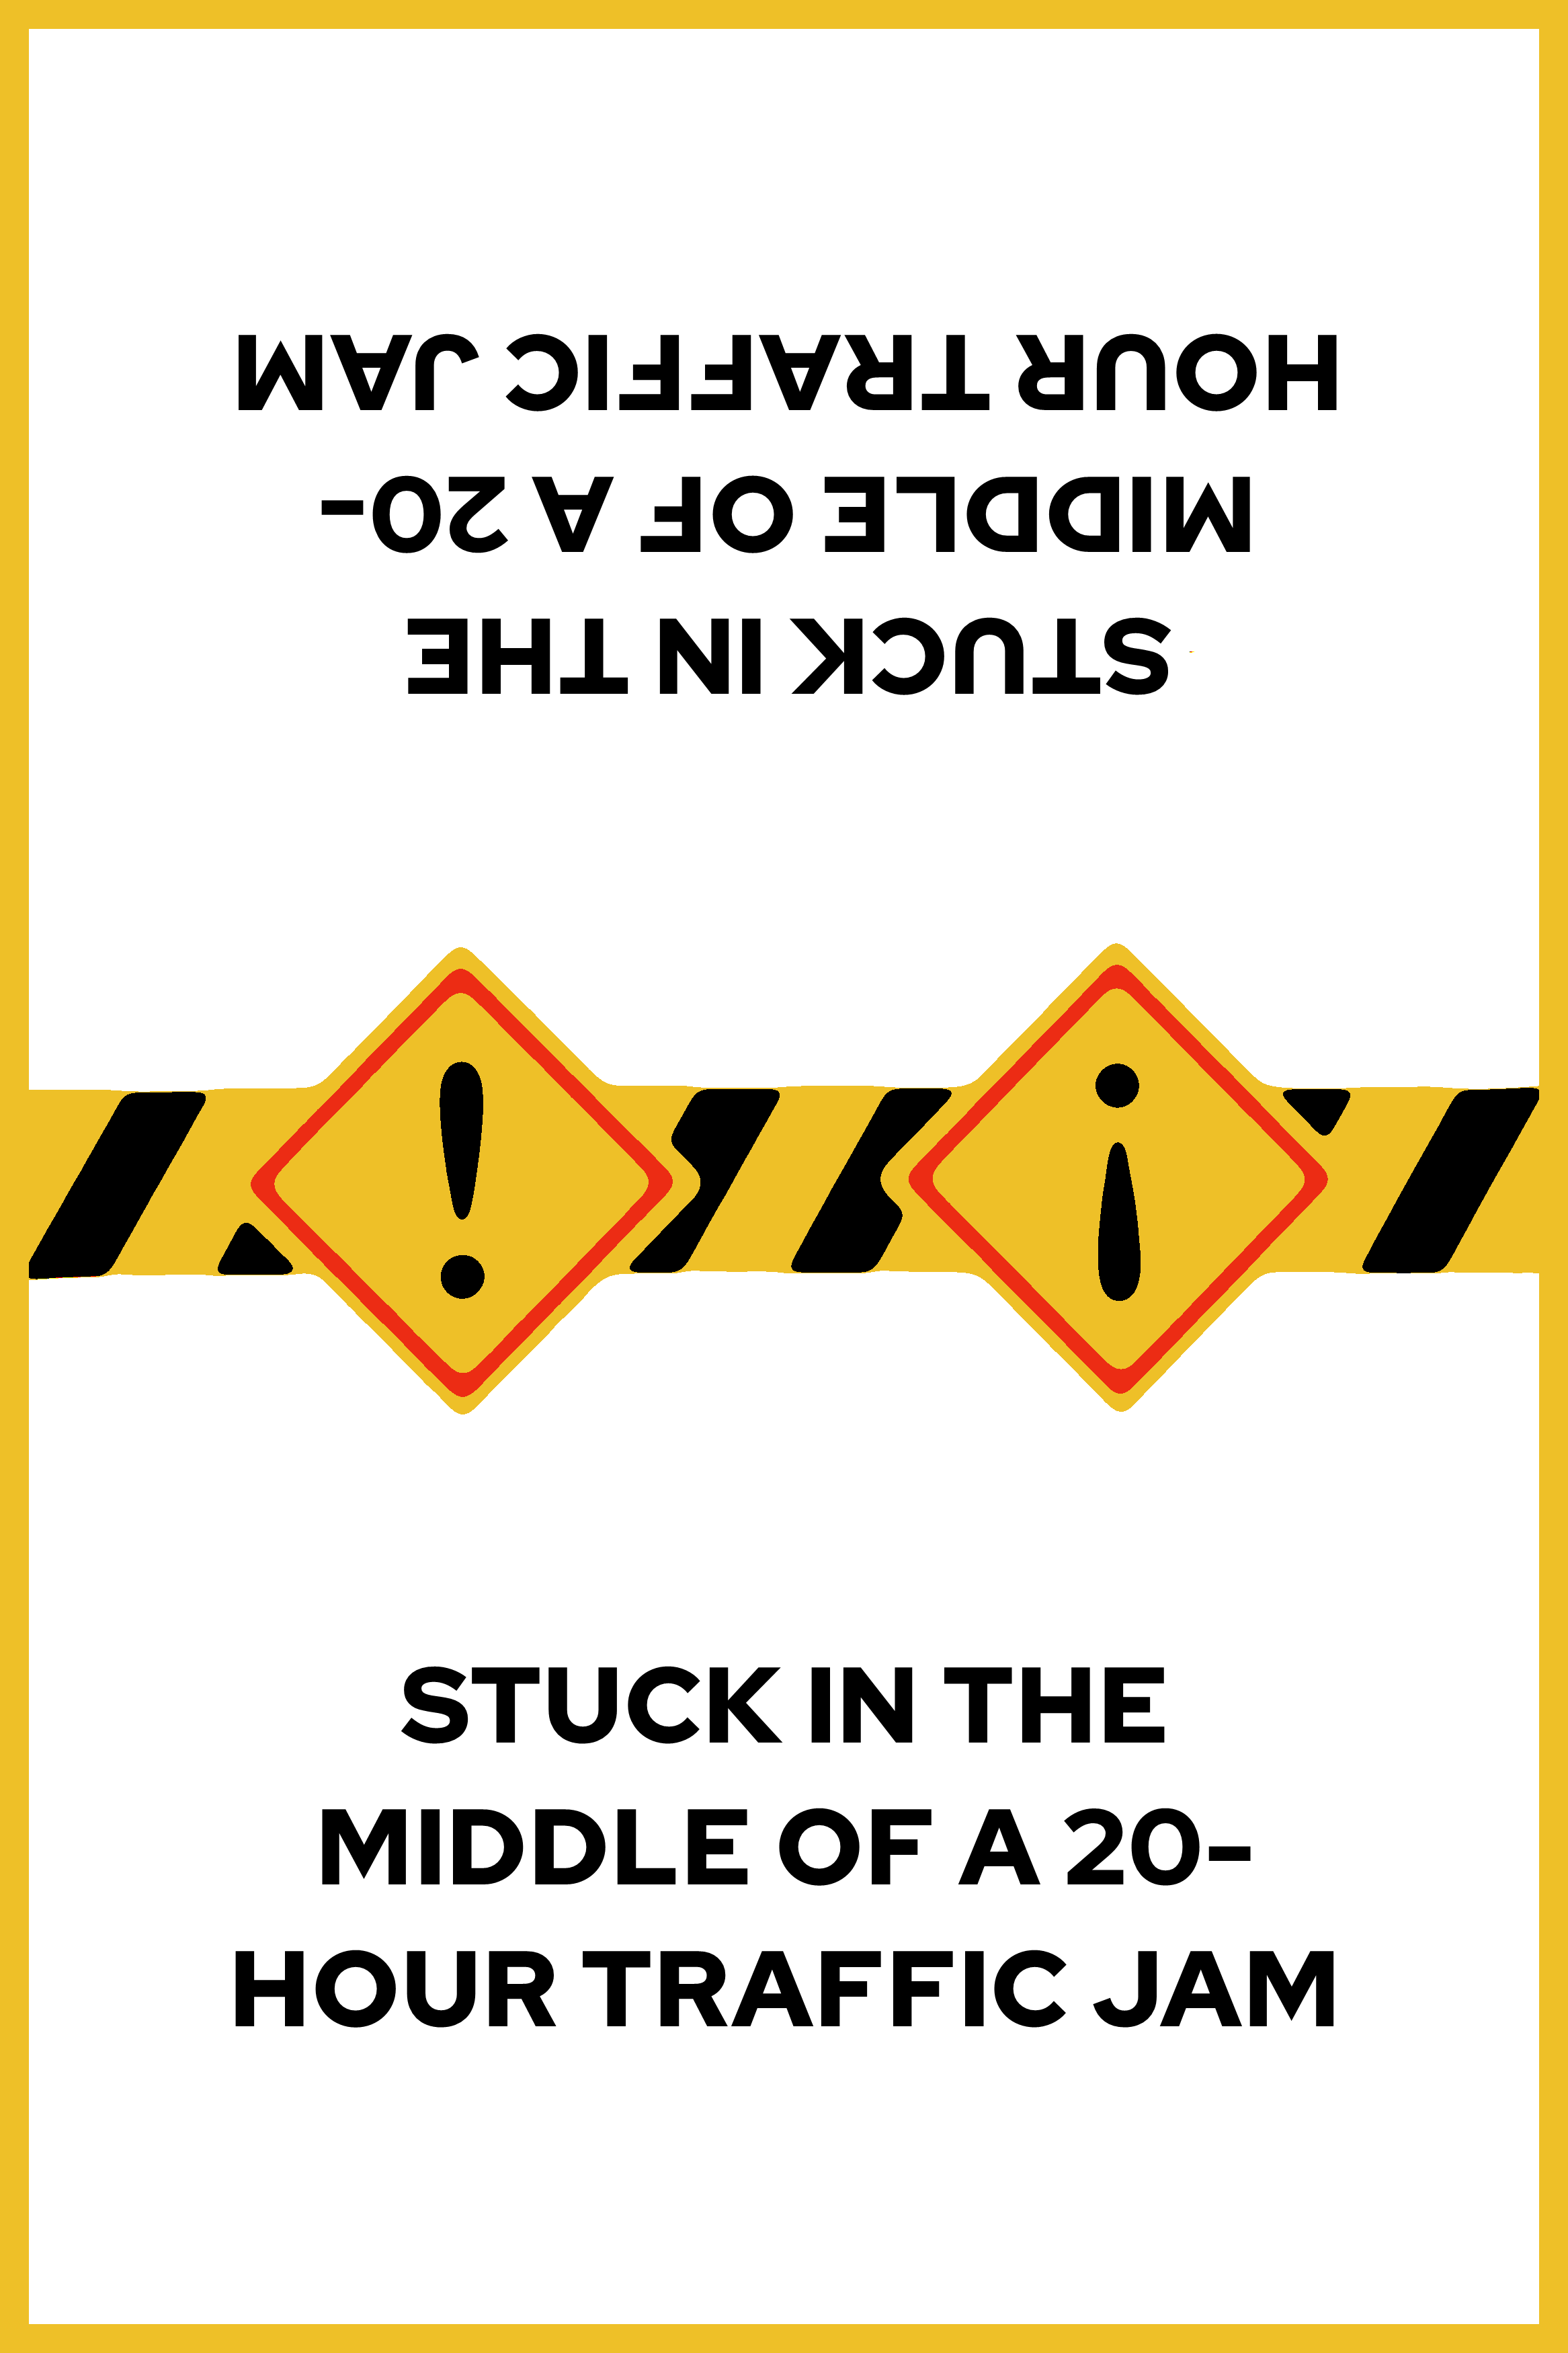 STUCK IN THE
MIDDLE OF A 20-
HOUR TRAFFIC JAM
!
¡
STUCK IN THE
MIDDLE OF A 20-
HOUR TRAFFIC JAM